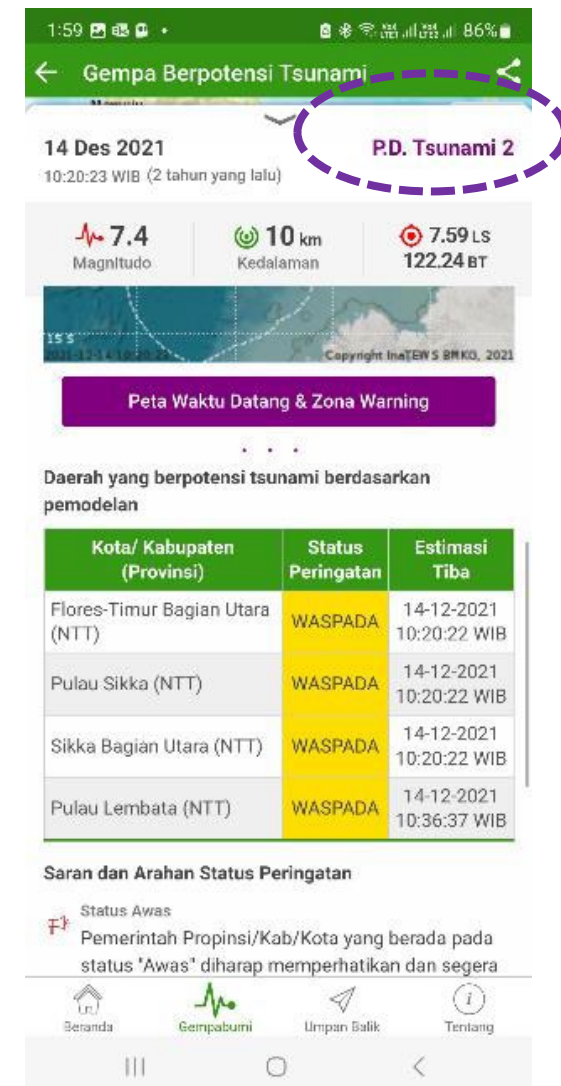 1:59
86%
Gempa Berpotensi Tsunami
14 Des 2021
P.D. Tsunami 2
10:20:23 WIB (2 tahun yang lalu)
7.4
10 km
7.59 LS
Magnitudo
Kedalaman
122.24 BT
15 S
Copyright InaTEWS BMKG, 2021
Peta Waktu Datang & Zona Warning
Daerah yang berpotensi tsunami berdasarkan
pemodelan
Kota/ Kabupaten
(Provinsi)
Status
Peringatan
Estimasi
Tiba
Flores-Timur Bagian Utara
(NTT)
WASPADA
14-12-2021
10:20:22 WIB
Pulau Sikka (NTT)
WASPADA
14-12-2021
10:20:22 WIB
Sikka Bagian Utara (NTT)
WASPADA
14-12-2021
10:20:22 WIB
Pulau Lembata (NTT)
WASPADA
14-12-2021
10:36:37 WIB
Saran dan Arahan Status Peringatan
Status Awas
Pemerintah Propinsi/Kab/Kota yang berada pada
status "Awas" diharap memperhatikan dan segera
Beranda
Gempabumi
Umpan Balik
Tentang